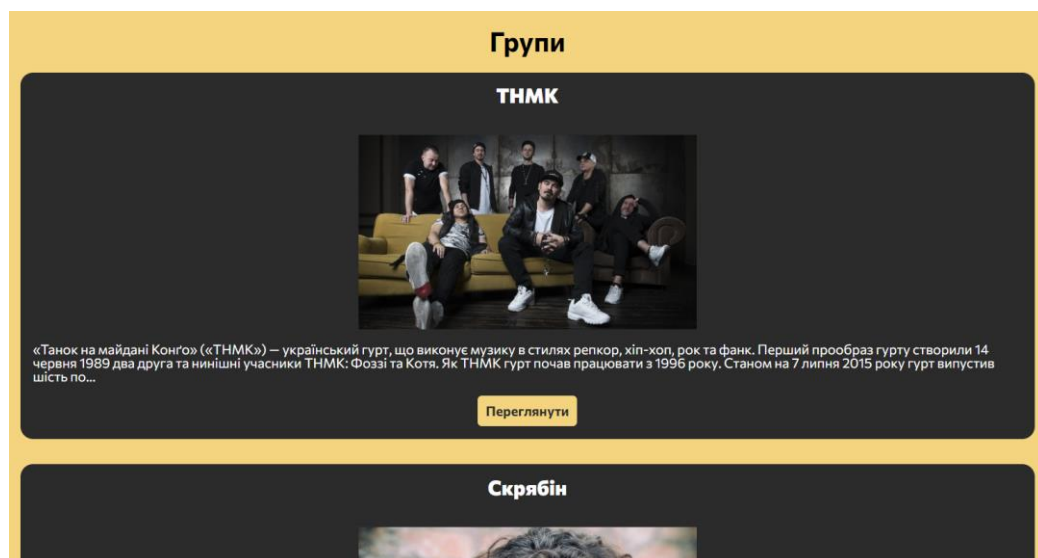 Групи
ТНМК
«Танок на майдані Конґо» («ТНМК») — український гурт, що виконує музику в стилях репкор, хіп-хоп, рок та фанк. Перший прообраз гурту створили 14
червня 1989 два друга та нинішні учасники ТНМК: Фоззі та Котя. Як ТНМК гурт почав працювати з 1996 року. Станом на 7 липня 2015 року гурт випустив
шість по...
Переглянути
Скрябін